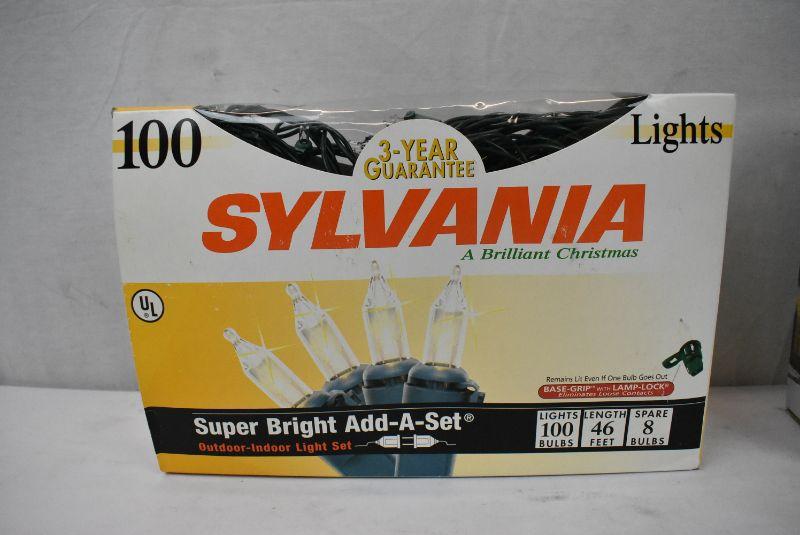 100
Lights
3-YEAR
GUARANTEE
SYLVANIA
A Brilliant Christmas
UL
Remains Lit Even If One Bulb Goes Out
BASE-GRIP™ WITH LAMP-LOCK®
Eliminates Loose Contacts
Super Bright Add-A-Set®
Outdoor-Indoor Light Set
LIGHTS
100
BULBS
LENGTH
46
FEET
SPARE
8
BULBS